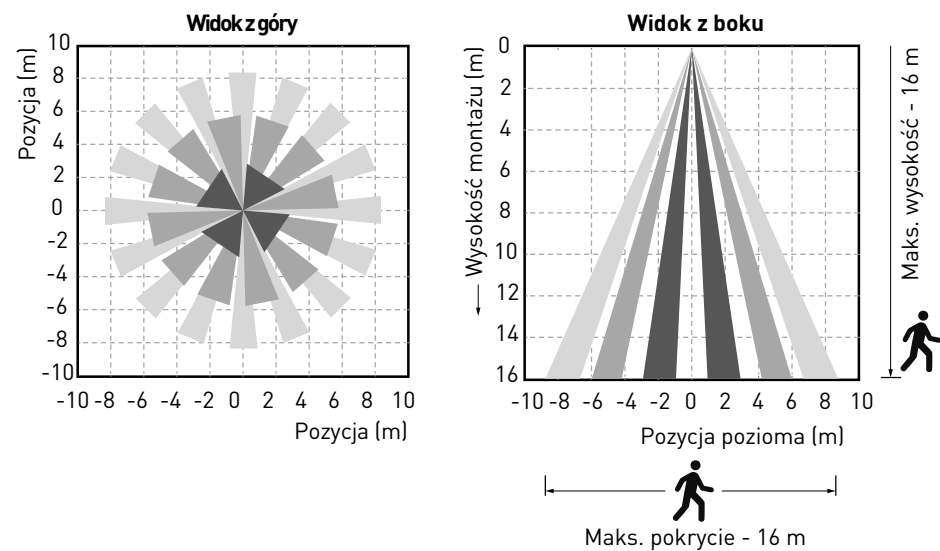 Widok z góry
Pozycja (m)
10
8
6
4
2
0
-2
-4
-6
-8
-10
-10 -8 -6 -4 -2 0 2 4 6 8 10
Pozycja (m)
Widok z boku
Wysokość montażu (m)
0
2
4
6
8
10
12
14
16
-10 -8 -6 -4 -2 0 2 4 6 8 10
Pozycja pozioma (m)
Maks. wysokość - 16 m
Maks. pokrycie - 16 m